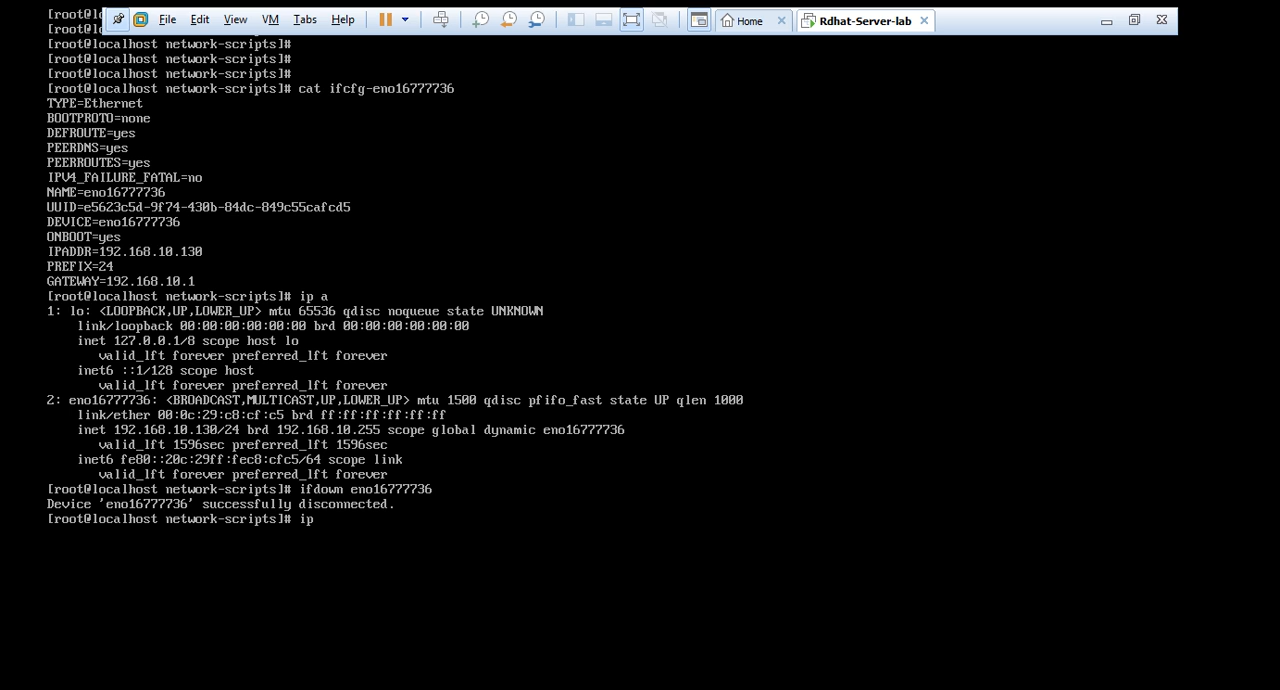 [root@localhost network-scripts]#
File Edit View VM Tabs Help Home Rdhat-Server-lab
[root@localhost network-scripts]#
[root@localhost network-scripts]#
[root@localhost network-scripts]#
[root@localhost network-scripts]# cat ifcfg-eno16777736
TYPE=Ethernet
BOOTPROTO=none
DEFROUTE=yes
PEERDNS=yes
PEERROUTES=yes
IPV4_FAILURE_FATAL=no
NAME=eno16777736
UUID=e5623c5d-9f74-430b-84dc-849c55cafcd5
DEVICE=eno16777736
ONBOOT=yes
IPADDR=192.168.10.130
PREFIX=24
GATEWAY=192.168.10.1
[root@localhost network-scripts]# ip a
1: lo: <LOOPBACK,UP,LOWER_UP> mtu 65536 qdisc noqueue state UNKNOWN
link/loopback 00:00:00:00:00:00 brd 00:00:00:00:00:00
inet 127.0.0.1/8 scope host lo
valid_lft forever preferred_lft forever
inet6 ::1/128 scope host
valid_lft forever preferred_lft forever
2: eno16777736: <BROADCAST,MULTICAST,UP,LOWER_UP> mtu 1500 qdisc pfifo_fast state UP qlen 1000
link/ether 00:0c:29:c8:cf:c5 brd ff:ff:ff:ff:ff:ff
inet 192.168.10.130/24 brd 192.168.10.255 scope global dynamic eno16777736
valid_lft 1596sec preferred_lft 1596sec
inet6 fe80::20c:29ff:fec8:cfc5/64 scope link
valid_lft forever preferred_lft forever
[root@localhost network-scripts]# ifdown eno16777736
Device 'eno16777736' successfully disconnected.
[root@localhost network-scripts]# ip